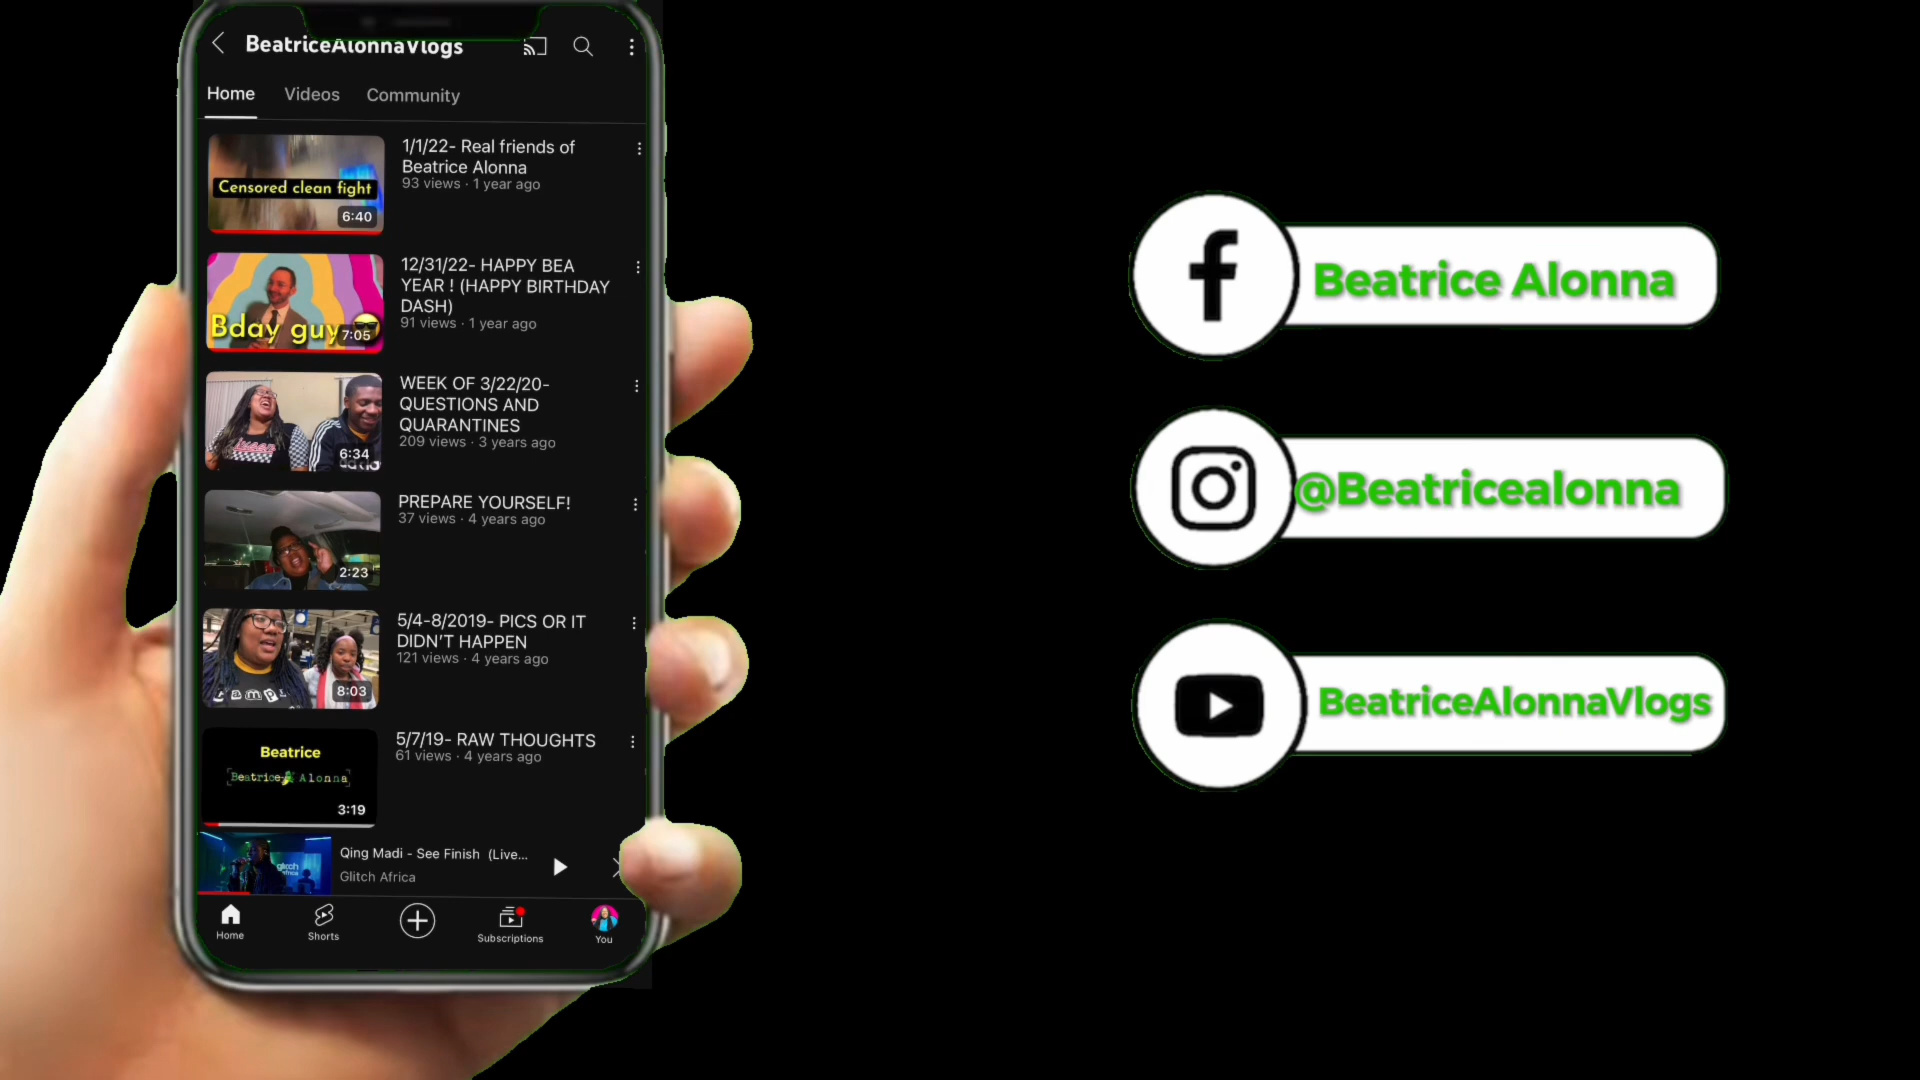 BeatriceAlonnaVlogs
Home
Videos
Community
Censored clean fight
6:40
1/1/22- Real friends of
Beatrice Alonna
93 views · 1 year ago
Bday guy
7:05
12/31/22- HAPPY BEA
YEAR ! (HAPPY BIRTHDAY
DASH)
91 views · 1 year ago
6:34
WEEK OF 3/22/20-
QUESTIONS AND
QUARANTINES
209 views · 3 years ago
2:23
PREPARE YOURSELF!
37 views · 4 years ago
8:03
5/4-8/2019- PICS OR IT
DIDN'T HAPPEN
121 views · 4 years ago
Beatrice
Beatrice Alonna
3:19
5/7/19- RAW THOUGHTS
61 views · 4 years ago
Qing Madi - See Finish (Live...
Glitch Africa
Home
Shorts
Subscriptions
You
Beatrice Alonna
@Beatricealonna
BeatriceAlonnaVlogs